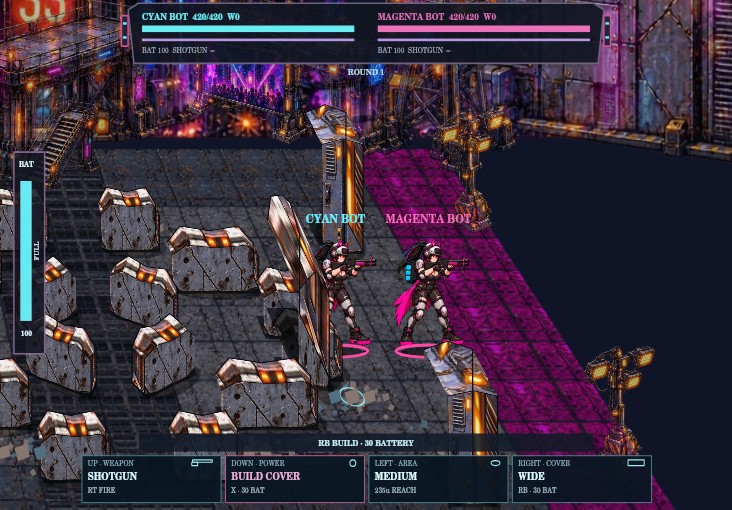 33
CYAN BOT 420/420 W0
MAGENTA BOT 420/420 W0
BAT 100 SHOTGUN ∞
BAT 100 SHOTGUN ∞
ROUND 1
BAT
FULL
100
CYAN BOT
MAGENTA BOT
RB BUILD · 30 BATTERY
UP · WEAPON
SHOTGUN
RT FIRE
DOWN · POWER
BUILD COVER
X · 30 BAT
LEFT · AREA
MEDIUM
235u REACH
RIGHT · COVER
WIDE
RB · 30 BAT